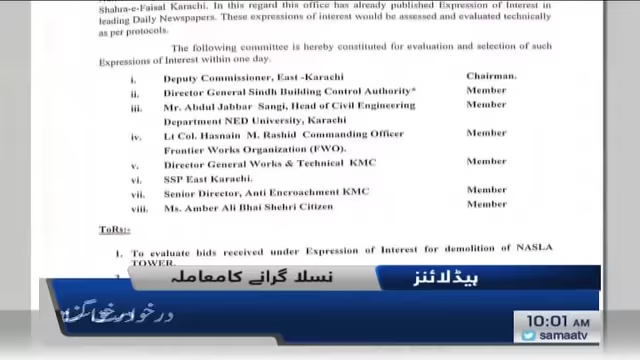 Shahra-e-Faisal Karachi. In this regard this office has already published Expression of Interest in
leading Daily Newspapers. These expressions of interest would be assessed and evaluated technically
as per protocols.
The following committee is hereby constituted for evaluation and selection of such
Expressions of Interest within one day.
i. Deputy Commissioner, East -Karachi Chairman.
ii. Director General Sindh Building Control Authority* Member
iii. Mr. Abdul Jabbar Sangi, Head of Civil Engineering Member
Department NED University, Karachi
iv. Lt Col. Hasnain M. Rashid Commanding Officer Member
Frontier Works Organization (FWO).
v. Director General Works & Technical KMC Member
vi. SSP East Karachi.
vii. Senior Director, Anti Encroachment KMC Member
viii. Ms. Amber Ali Bhai Shehri Citizen Member
ToRs:-
1. To evaluate bids received under Expression of Interest for demolition of NASLA
TOWER.
ہیڈلائنز
نسلا گرانے کا معاملہ
10:01 AM
samaatv